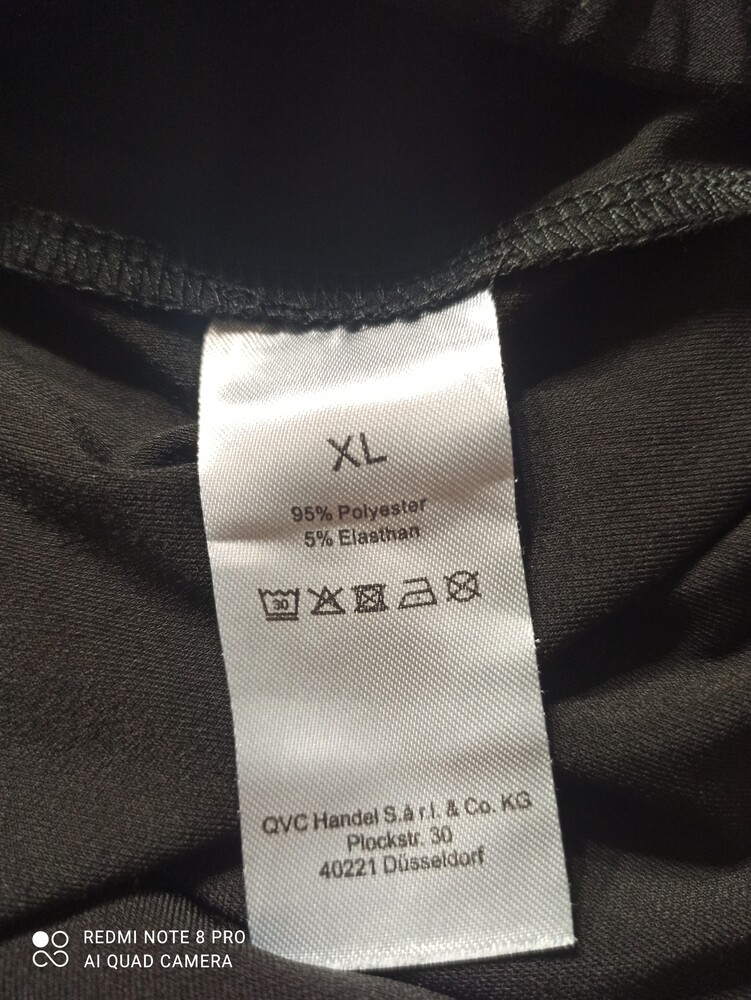 XL
95% Polyester
5% Elasthan
30
QVC Handel S.à r.l. & Co. KG
Plockstr. 30
40221 Düsseldorf
REDMI NOTE 8 PRO
AI QUAD CAMERA